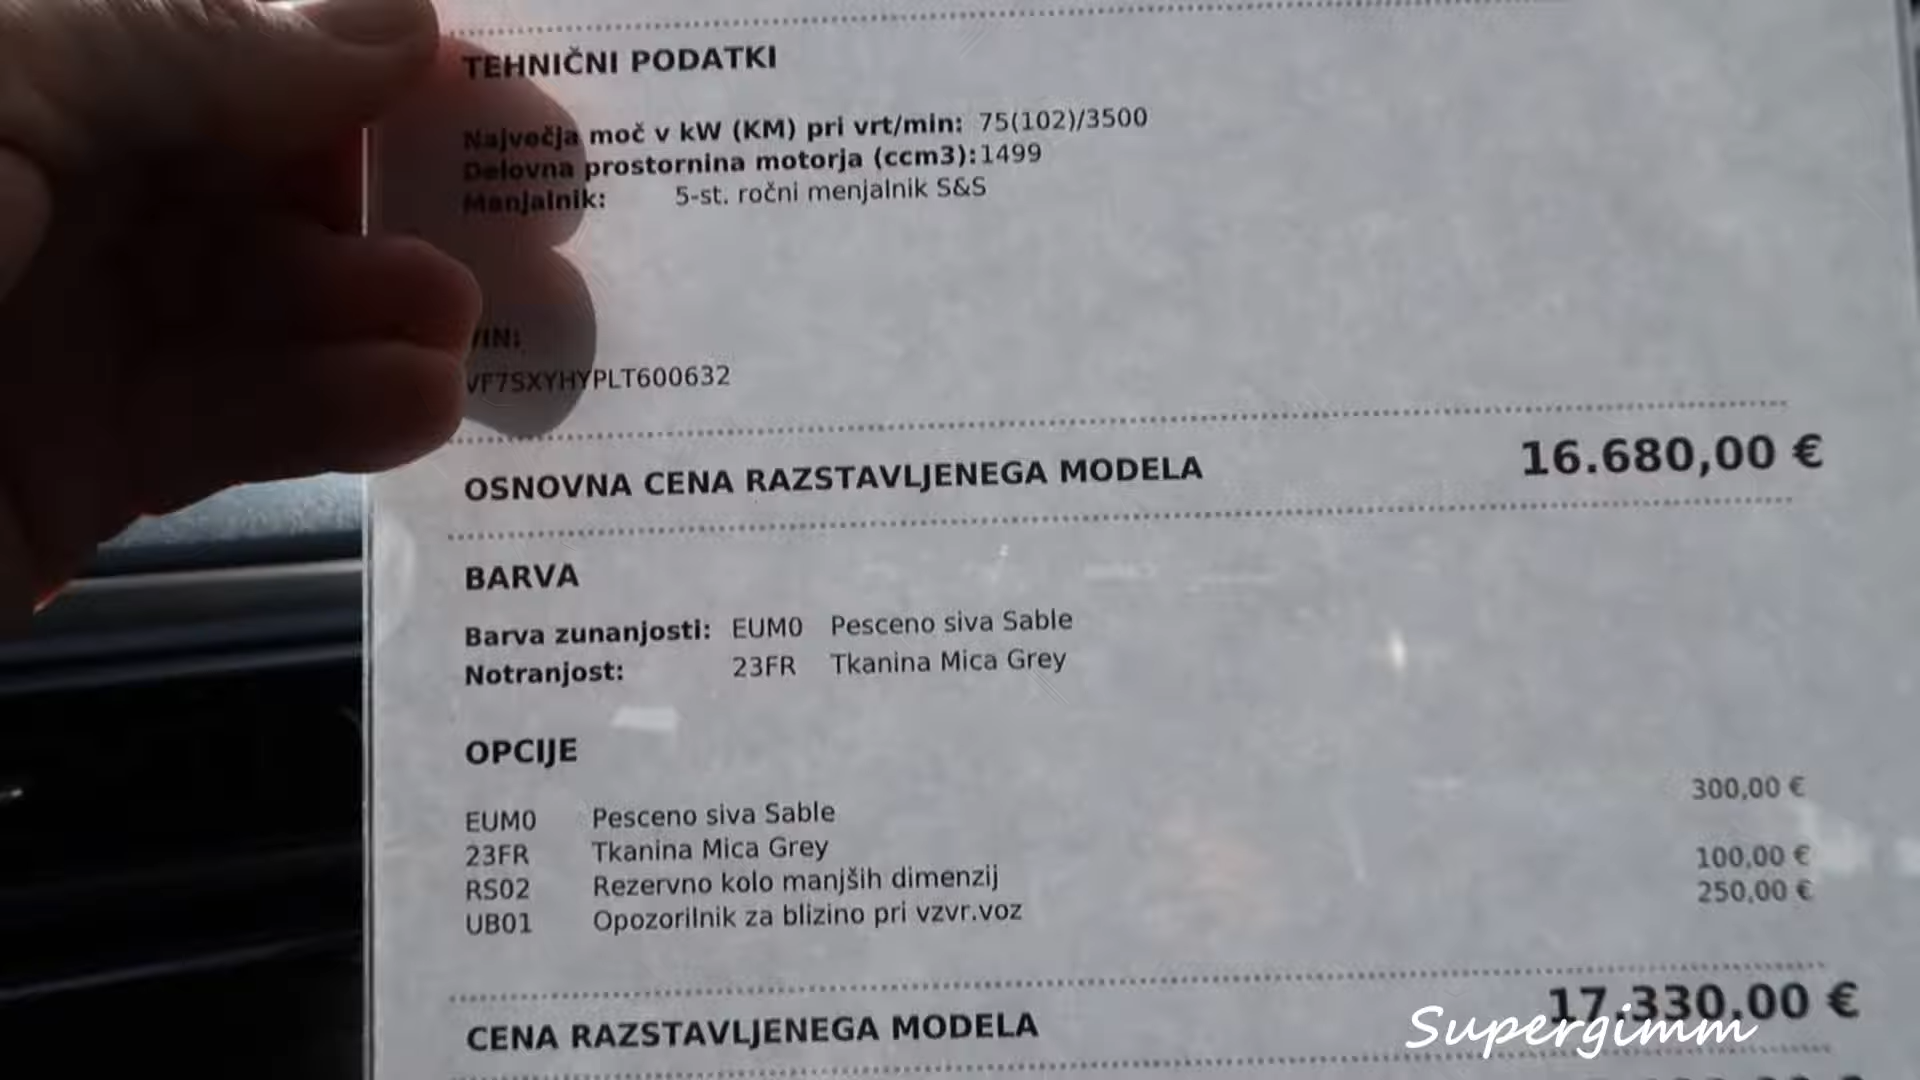 TEHNIČNI PODATKI
Največja moč v kW (KM) pri vrt/min: 75(102)/3500
Delovna prostornina motorja (ccm3):1499
Menjalnik: 5-st. ročni menjalnik S&S
VIN:
VF7SXYHYPLT600632
OSNOVNA CENA RAZSTAVLJENEGA MODELA 16.680,00 €
BARVA
Barva zunanjosti: EUM0 Pesceno siva Sable
Notranjost: 23FR Tkanina Mica Grey
OPCIJE
EUM0 Pesceno siva Sable 300,00 €
23FR Tkanina Mica Grey
RS02 Rezervno kolo manjših dimenzij 100,00 €
UB01 Opozorilnik za blizino pri vzvr.voz 250,00 €
CENA RAZSTAVLJENEGA MODELA 17.330,00 €
Supergimm